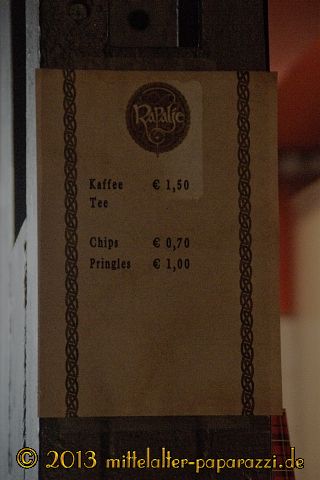 Rapalje
Kaffee € 1,50
Tee
Chips € 0,70
Pringles € 1,00
© 2013 mittelalter-paparazzi.de